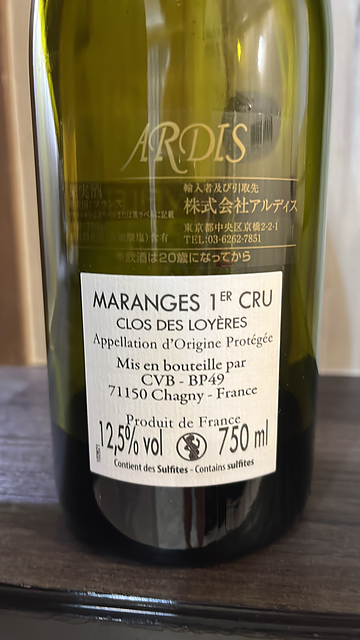 ARDIS
果実酒
輸入者及び引取先
株式会社アルディス
東京都中央区京橋2-2-1
TEL:03-6262-7851
飲酒は20歳になってから
MARANGES 1ER CRU
CLOS DES LOYÈRES
Appellation d'Origine Protégée
Mis en bouteille par
CVB - BP49
71150 Chagny - France
Produit de France
12,5% vol 750 ml
Contient des Sulfites - Contains sulfites